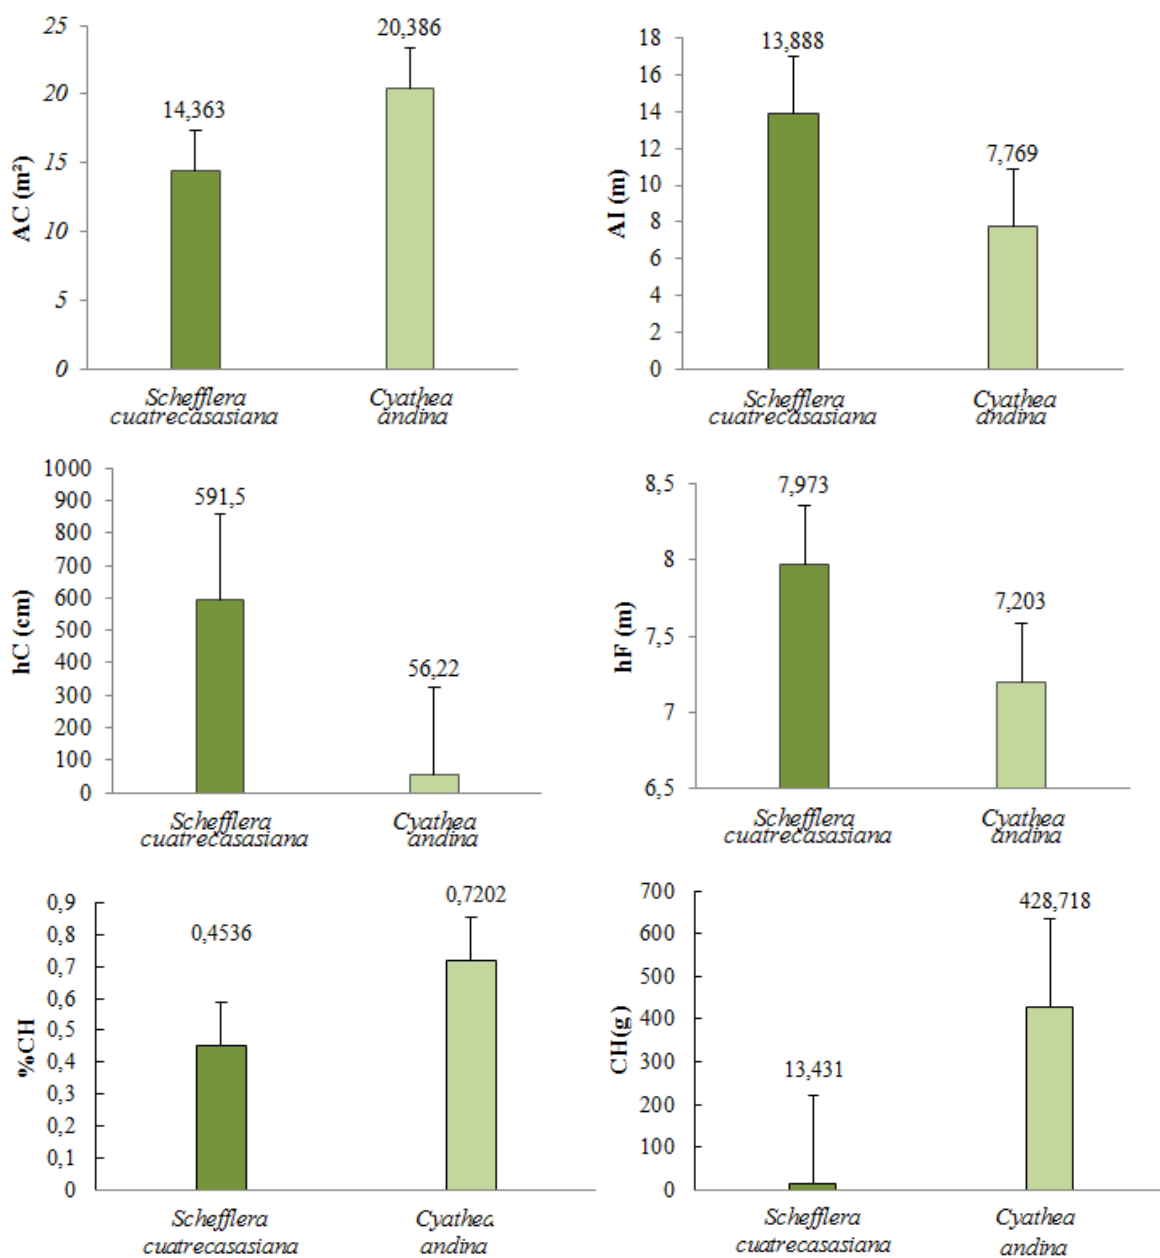 AC (m²)
25
20
15
10
5
0
14,363
20,386
Schefflera
cuatrecasasiana
Cyathea
andina
AI (m)
18
16
14
12
10
8
6
4
2
0
13,888
7,769
Schefflera
cuatrecasasiana
Cyathea
andina
hC (cm)
1000
900
800
700
600
500
400
300
200
100
0
591,5
56,22
Schefflera
cuatrecasasiana
Cyathea
andina
hF (m)
8,5
8
7,5
7
6,5
7,973
7,203
Schefflera
cuatrecasasiana
Cyathea
andina
%CH
0,9
0,8
0,7
0,6
0,5
0,4
0,3
0,2
0,1
0
0,4536
0,7202
Schefflera
cuatrecasasiana
Cyathea
andina
CH(g)
700
600
500
400
300
200
100
0
13,431
428,718
Schefflera
cuatrecasasiana
Cyathea
andina